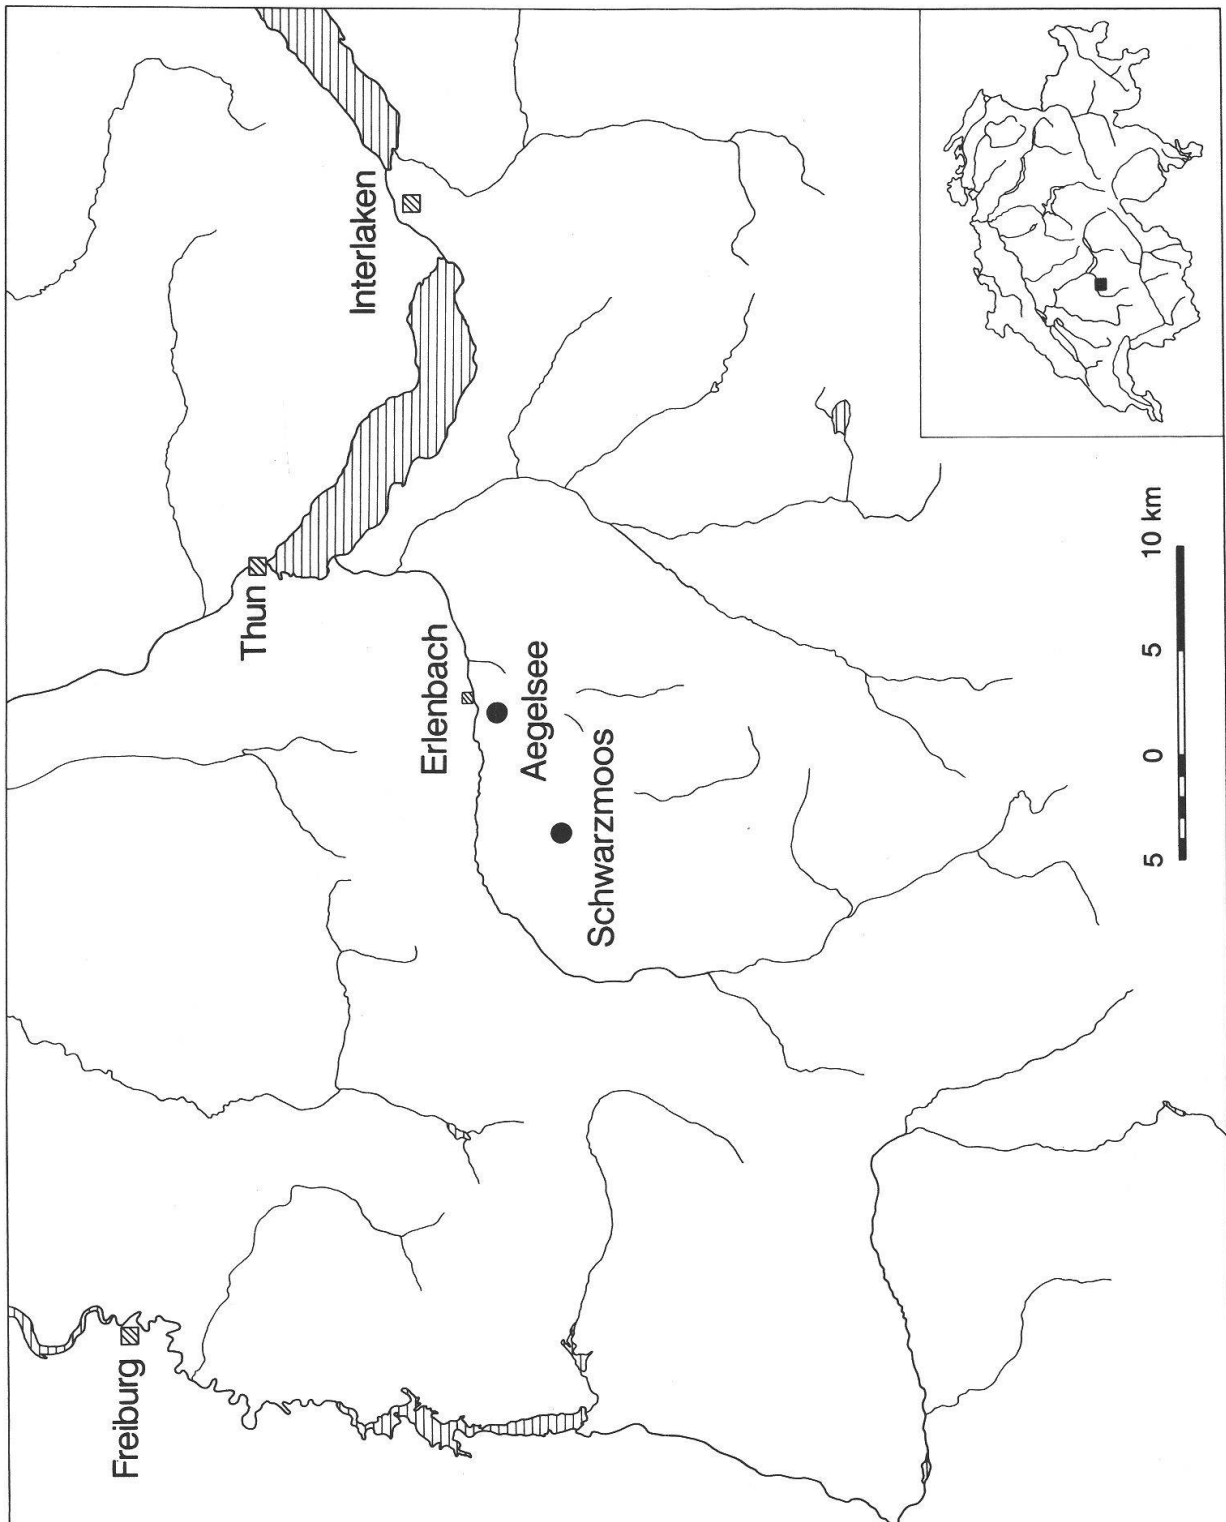 Freiburg
Thun
Interlaken
Erlenbach
Aegelsee
Schwarzmoos
5 0 5 10 km